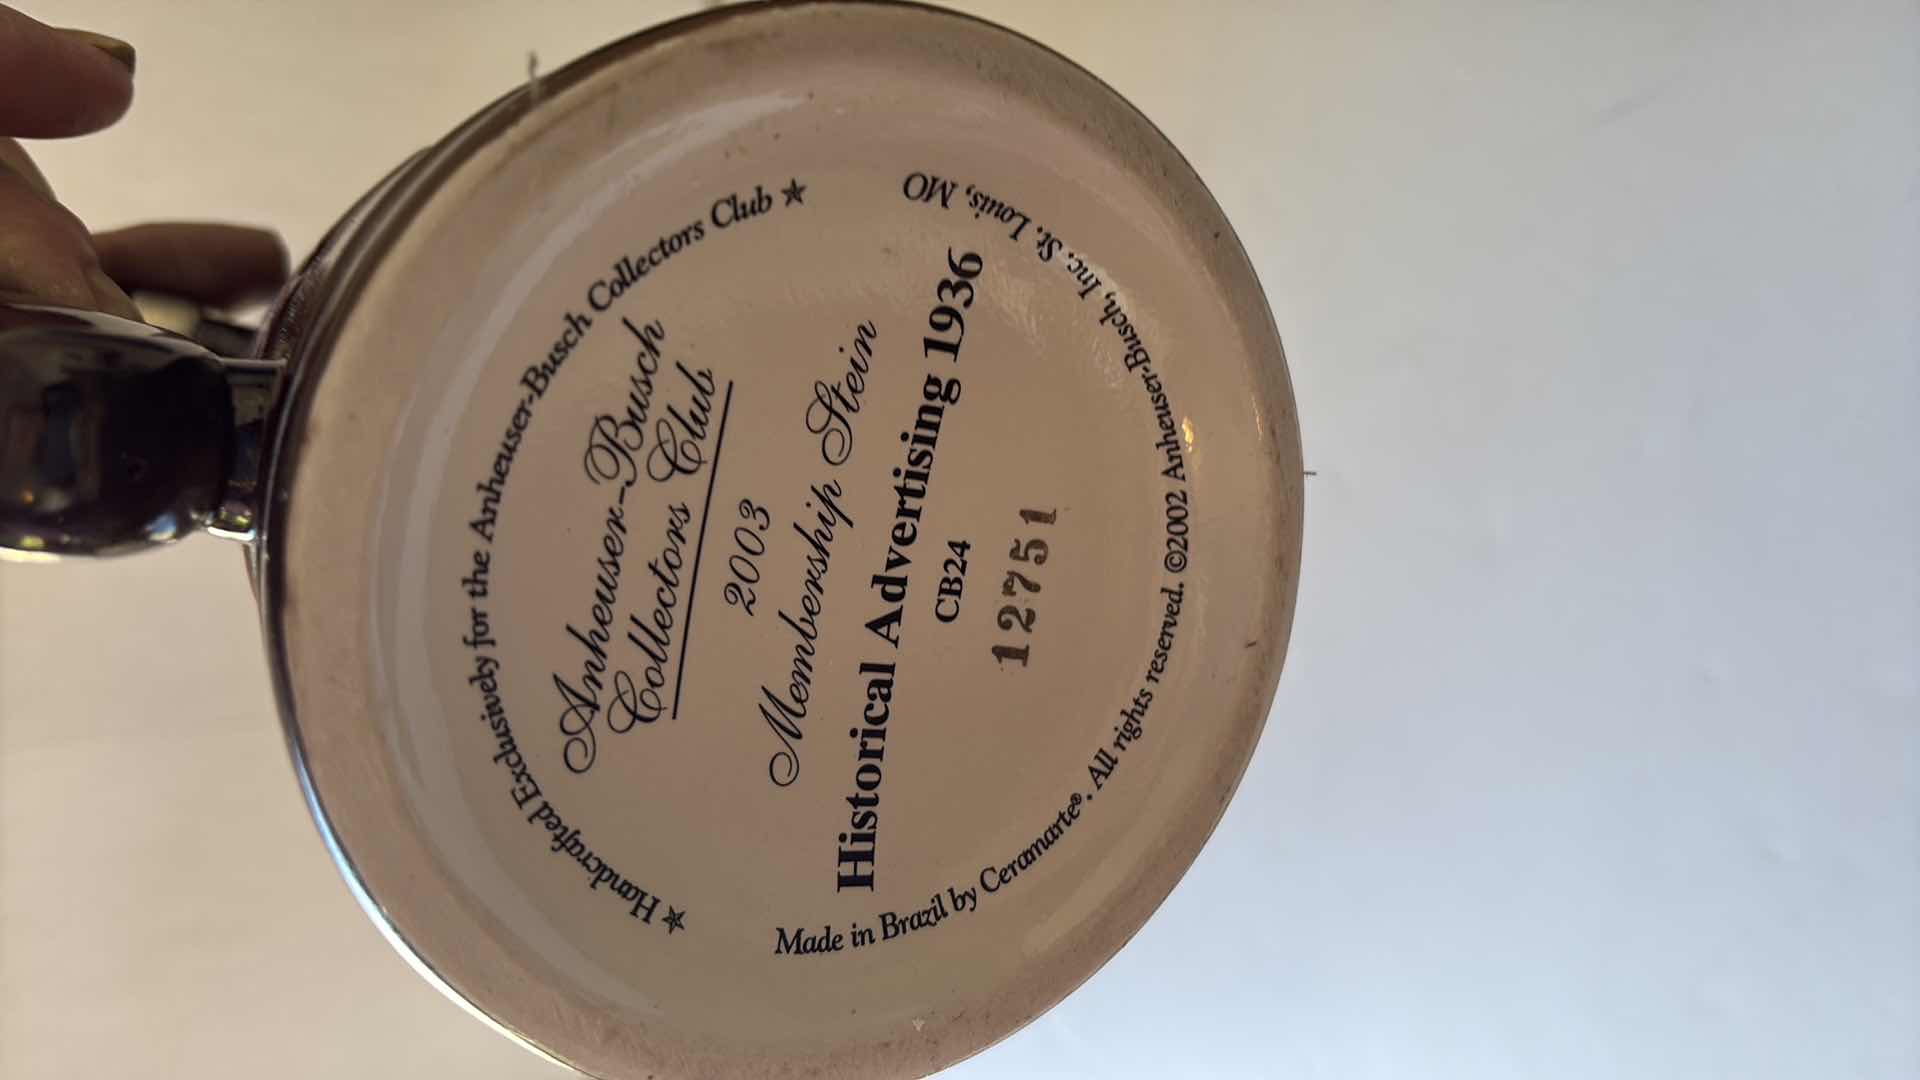 ★ Handcrafted Exclusively for the Anheuser-Busch Collectors Club ★
Anheuser-Busch
Collectors Club
2003
Membership Stein
Historical Advertising 1936
CB24
12751
Made in Brazil by Ceramarte®. All rights reserved. ©2002 Anheuser-Busch, Inc. St. Louis, MO